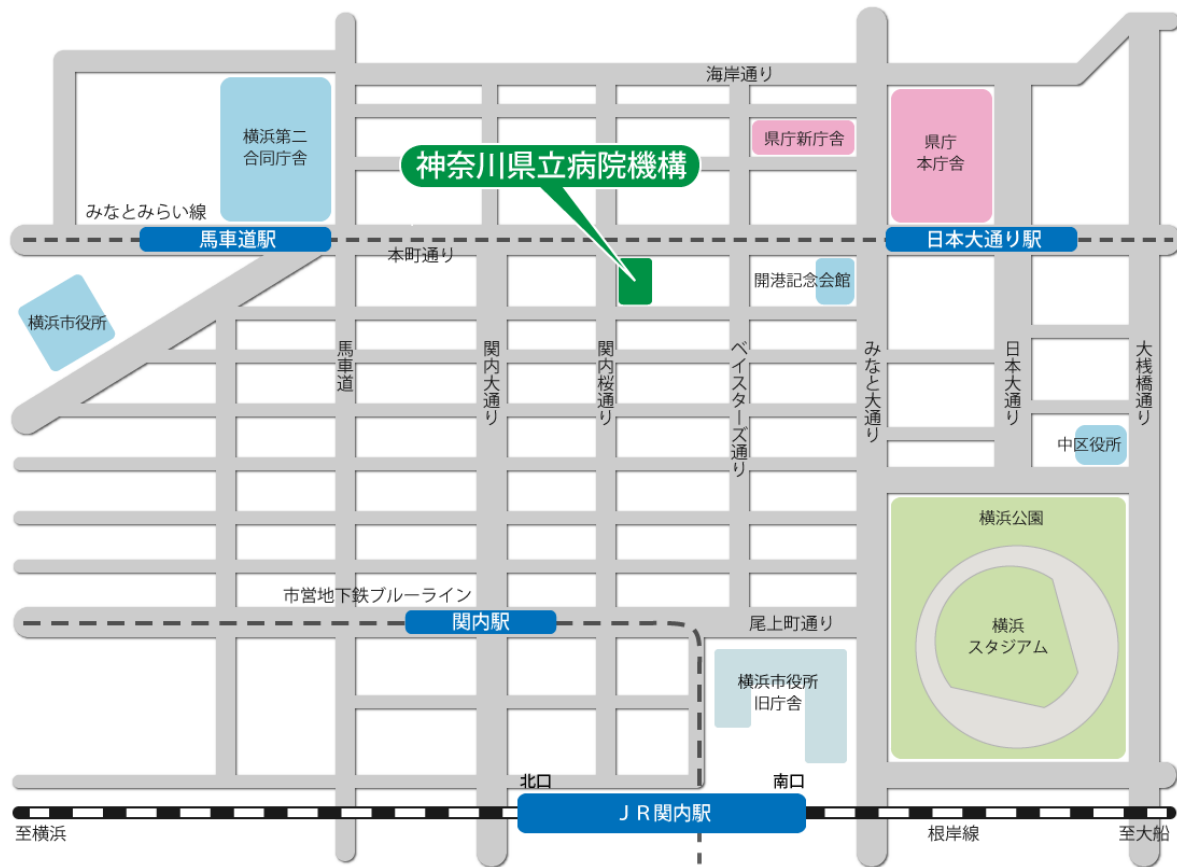 海岸通り
横浜第二
合同庁舎
県庁新庁舎
県庁
本庁舎
神奈川県立病院機構
みなとみらい線
馬車道駅
日本大通り駅
本町通り
開港記念会館
横浜市役所
馬車道
関内大通り
関内桜通り
ベイスターズ通り
みなと大通り
日本大通り
大桟橋通り
中区役所
横浜公園
市営地下鉄ブルーライン
関内駅
尾上町通り
横浜
スタジアム
横浜市役所
旧庁舎
北口
南口
ＪＲ関内駅
至横浜
根岸線
至大船